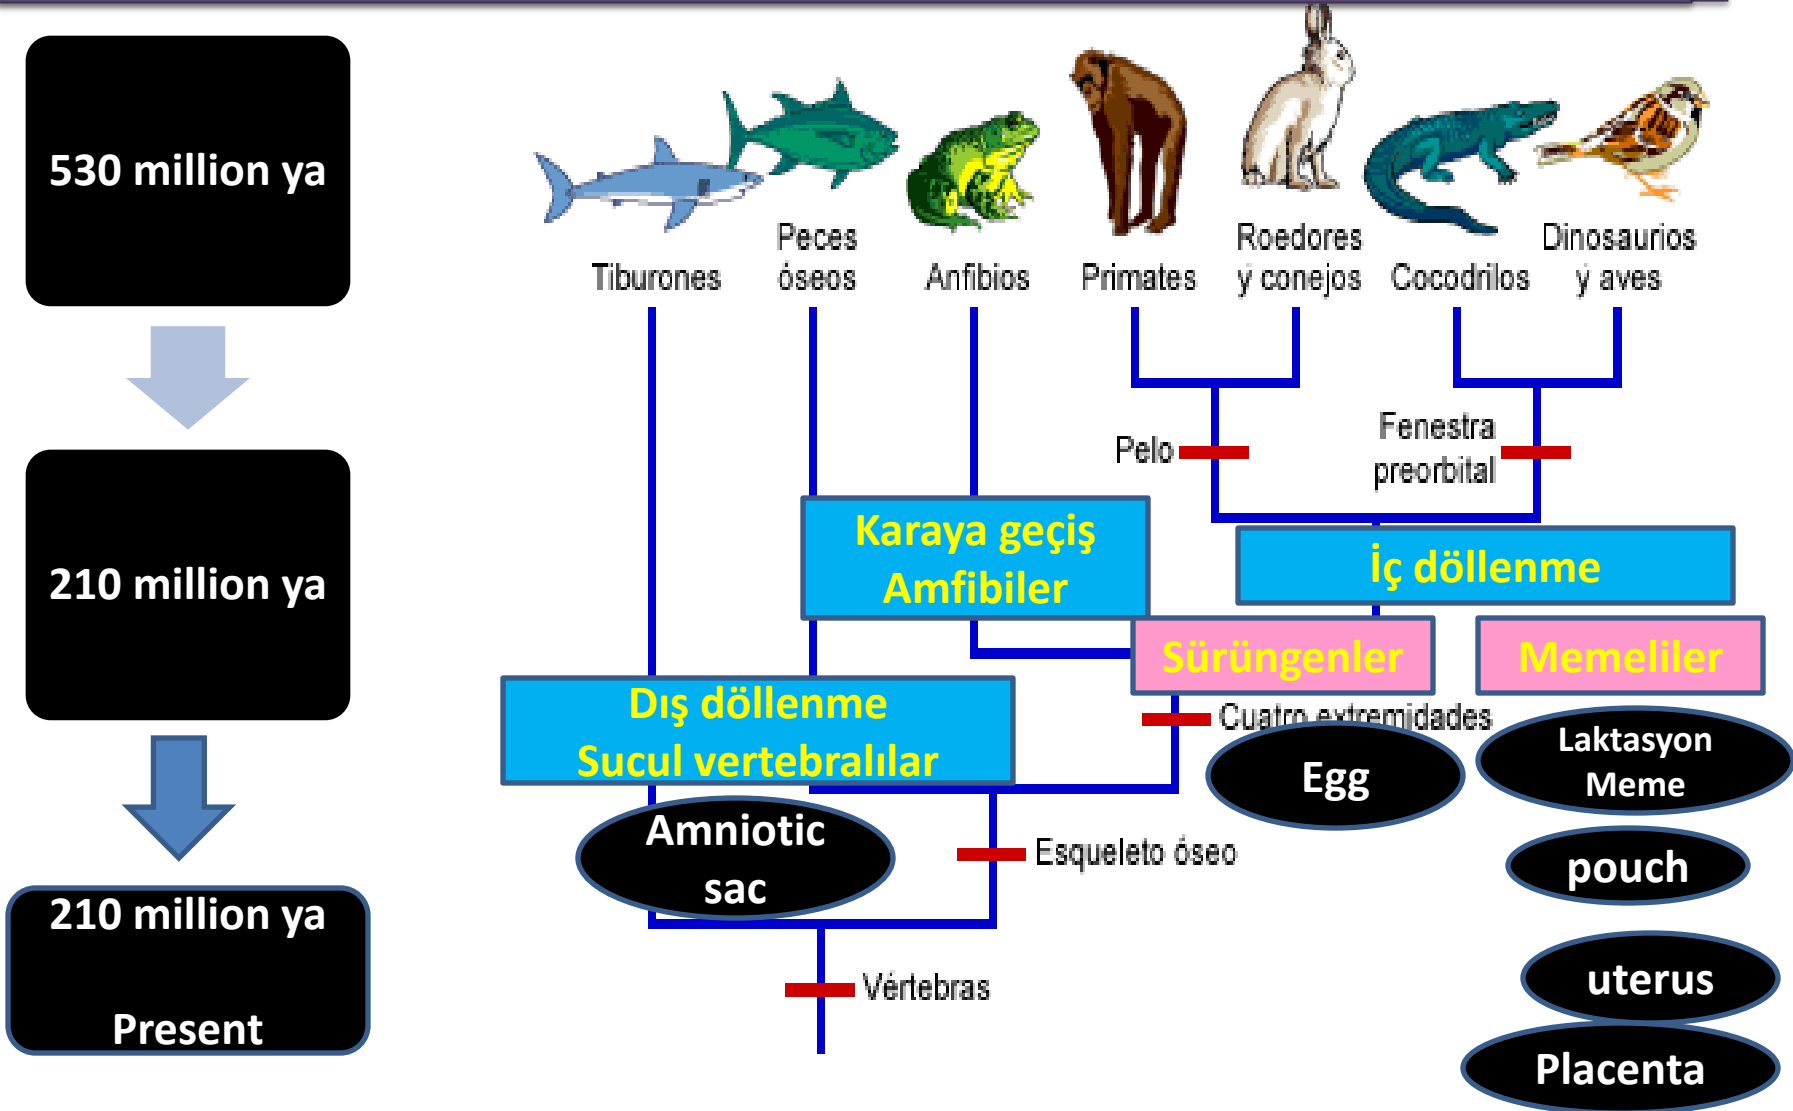 530 million ya
210 million ya
210 million ya
Present
Tiburones
Peces
óseos
Anfibios
Primates
Roedores
y conejos
Cocodrilos
Dinosaurios
y aves
Pelo
Fenestra
preorbital
Karaya geçiş
Amfibiler
İç döllenme
Sürüngenler
Memeliler
Dış döllenme
Sucul vertebralılar
Cuatro extremidades
Egg
Laktasyon
Meme
Amniotic
sac
Esqueleto óseo
pouch
uterus
Vértebras
Placenta